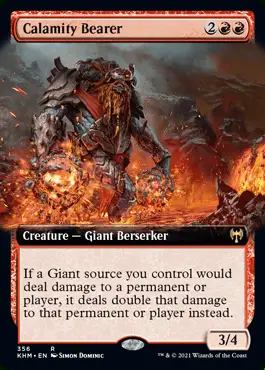 Calamity Bearer 2
Creature — Giant Berserker
If a Giant source you control would
deal damage to a permanent or
player, it deals double that damage
to that permanent or player instead.
3/4
356 R
KHM • EN SIMON DOMINIC ™ & © 2021 Wizards of the Coast